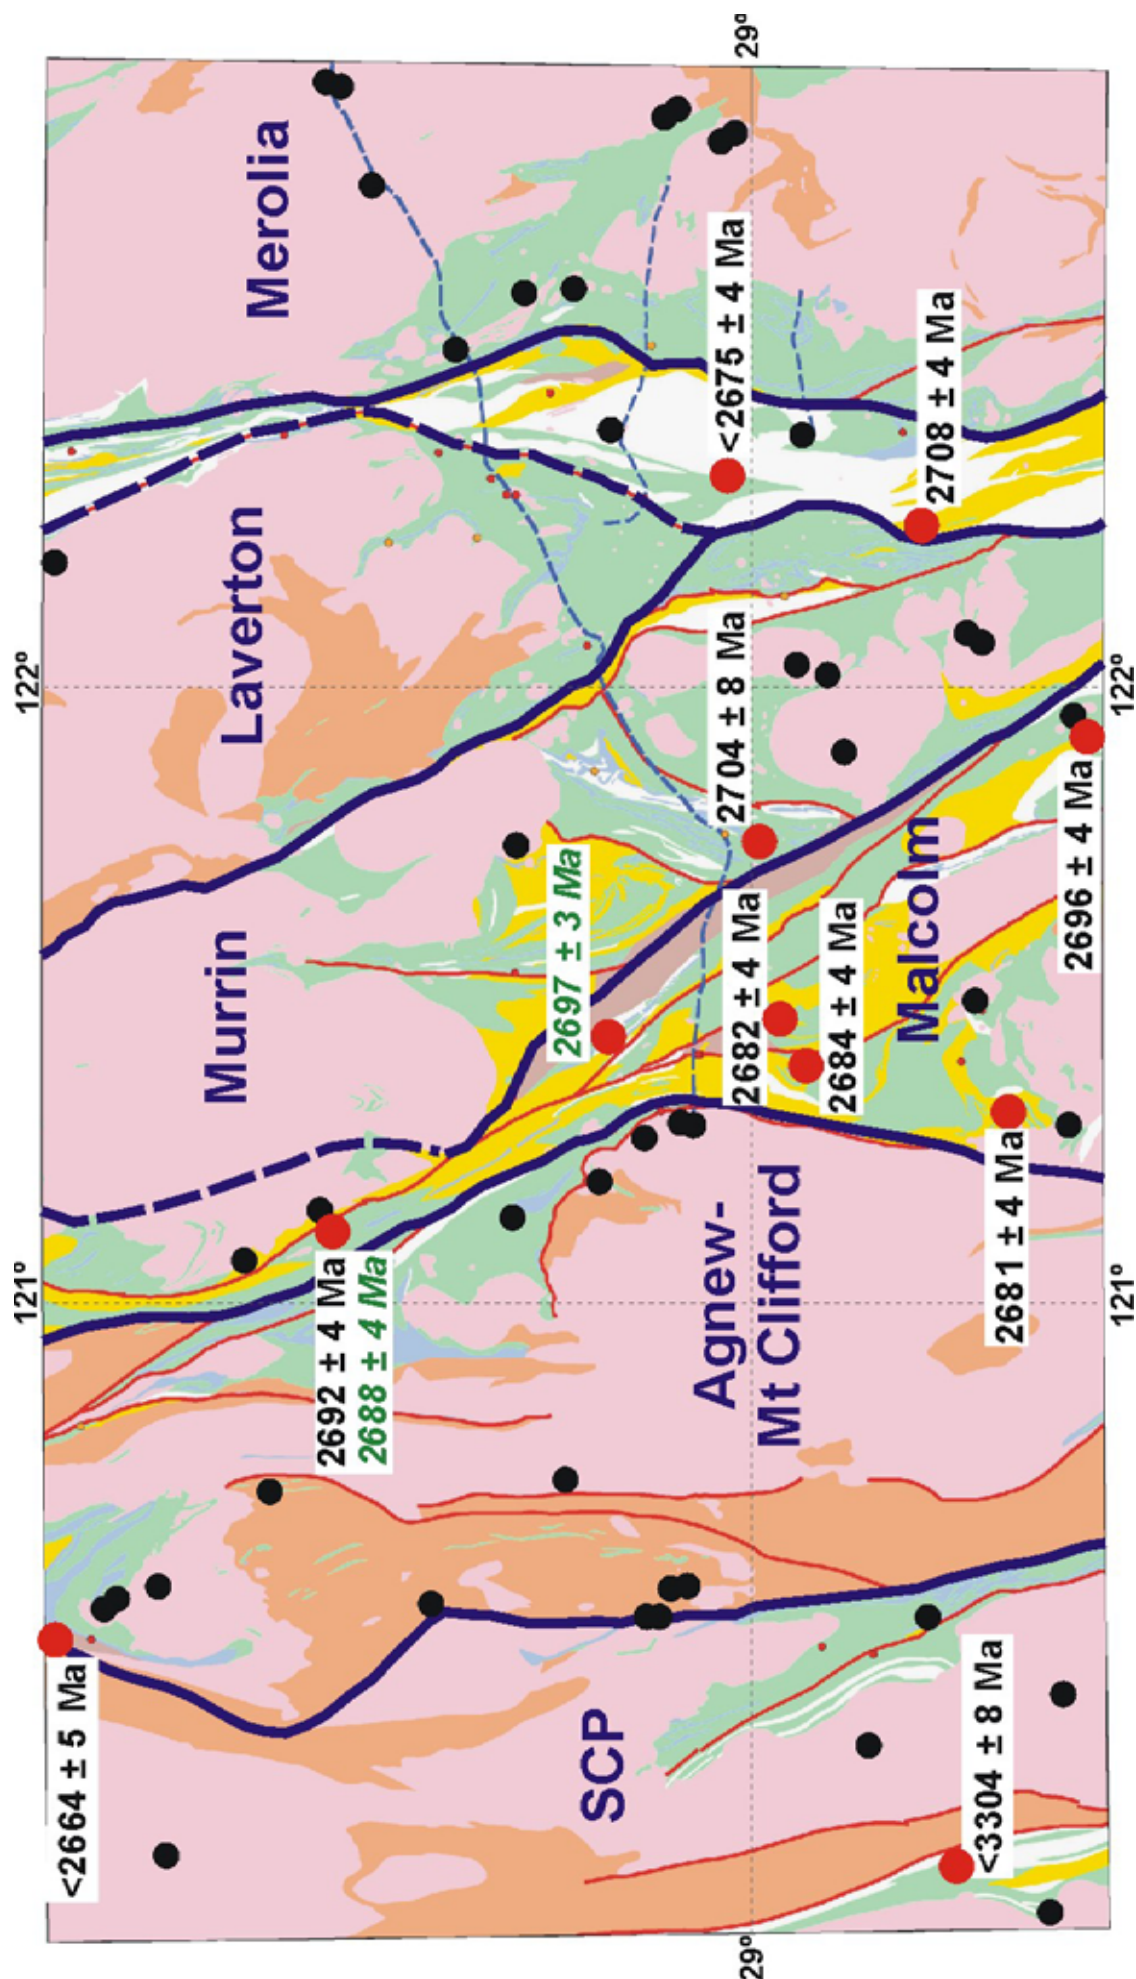 29°
Merolia
<2675 ± 4 Ma
2708 ± 4 Ma
Laverton
122°
122°
2704 ± 8 Ma
2697 ± 3 Ma
Murrin
2682 ± 4 Ma
2684 ± 4 Ma
Malcolm
2696 ± 4 Ma
2681 ± 4 Ma
121°
121°
2692 ± 4 Ma
2688 ± 4 Ma
Agnew-
Mt Clifford
<2664 ± 5 Ma
SCP
<3304 ± 8 Ma
29°